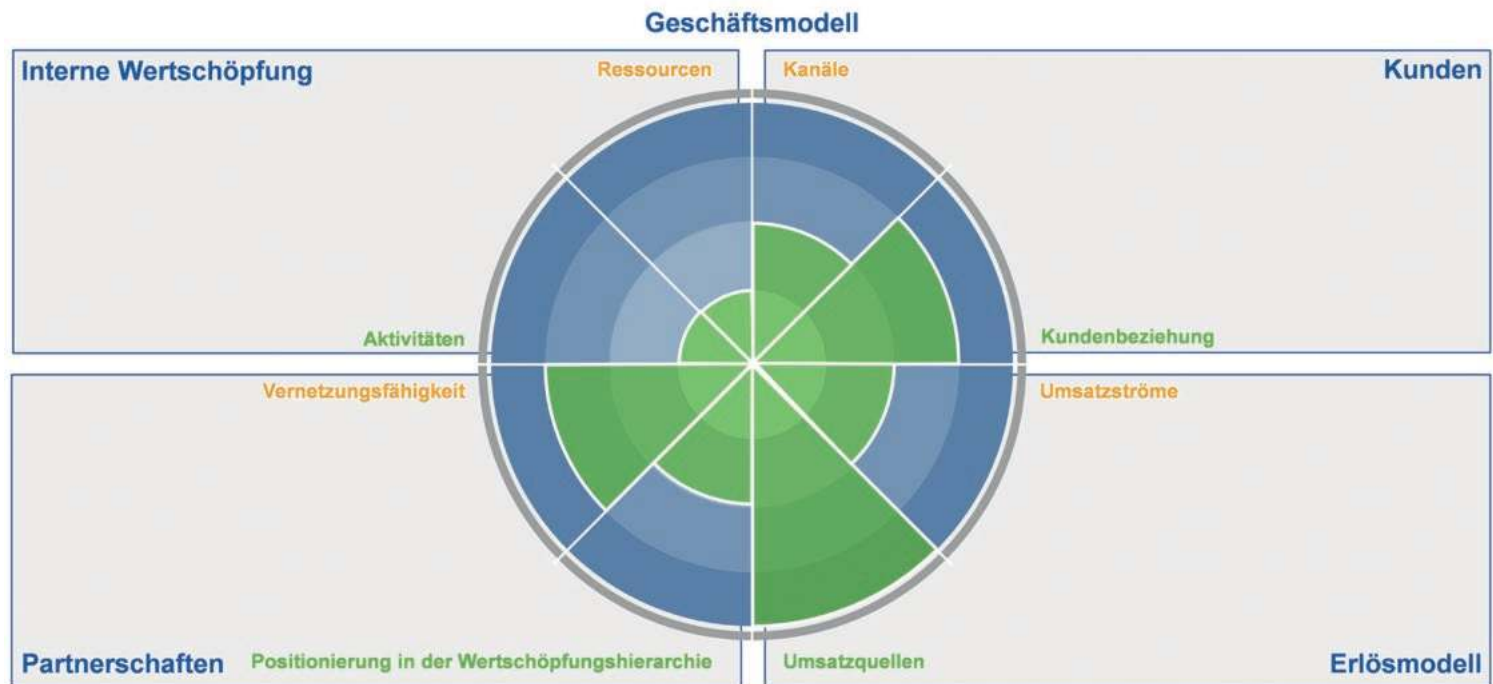 Geschäftsmodell
Interne Wertschöpfung
Ressourcen
Kanäle
Kunden
Aktivitäten
Kundenbeziehung
Vernetzungsfähigkeit
Umsatzströme
Partnerschaften
Positionierung in der Wertschöpfungshierarchie
Umsatzquellen
Erlösmodell